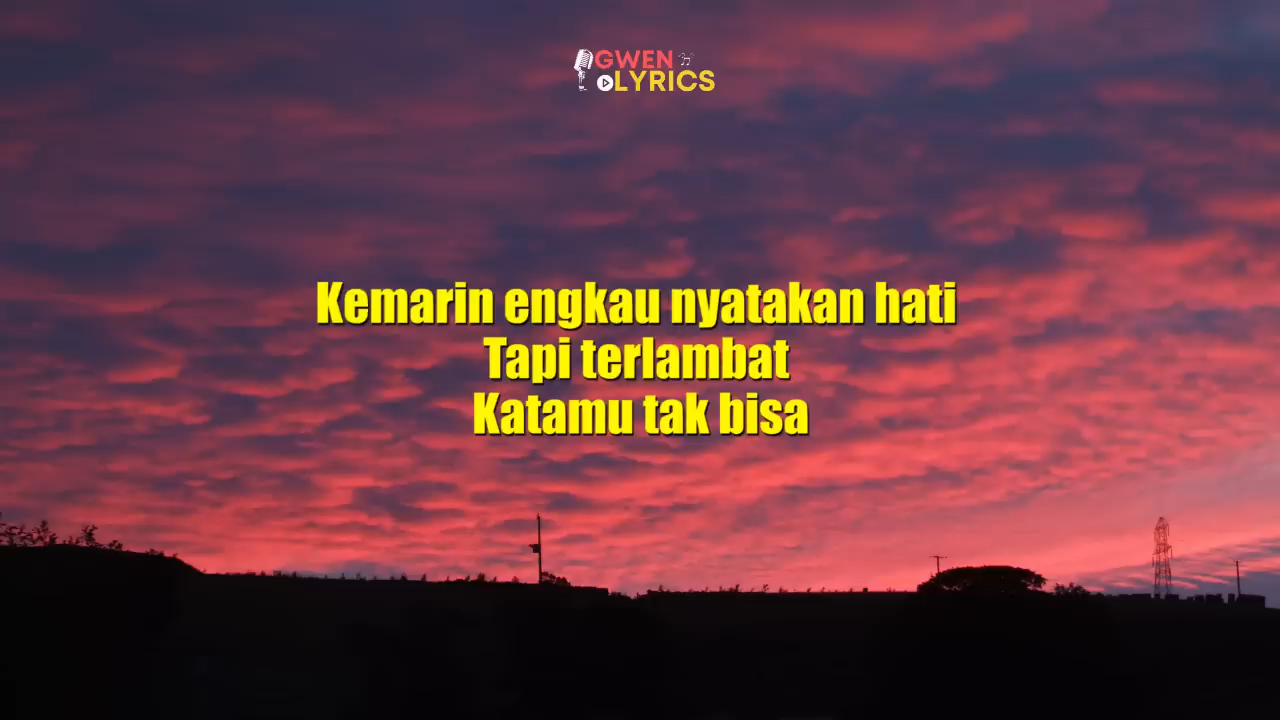 GWEN
LYRICS
Kemarin engkau nyatakan hati
Tapi terlambat
Katamu tak bisa